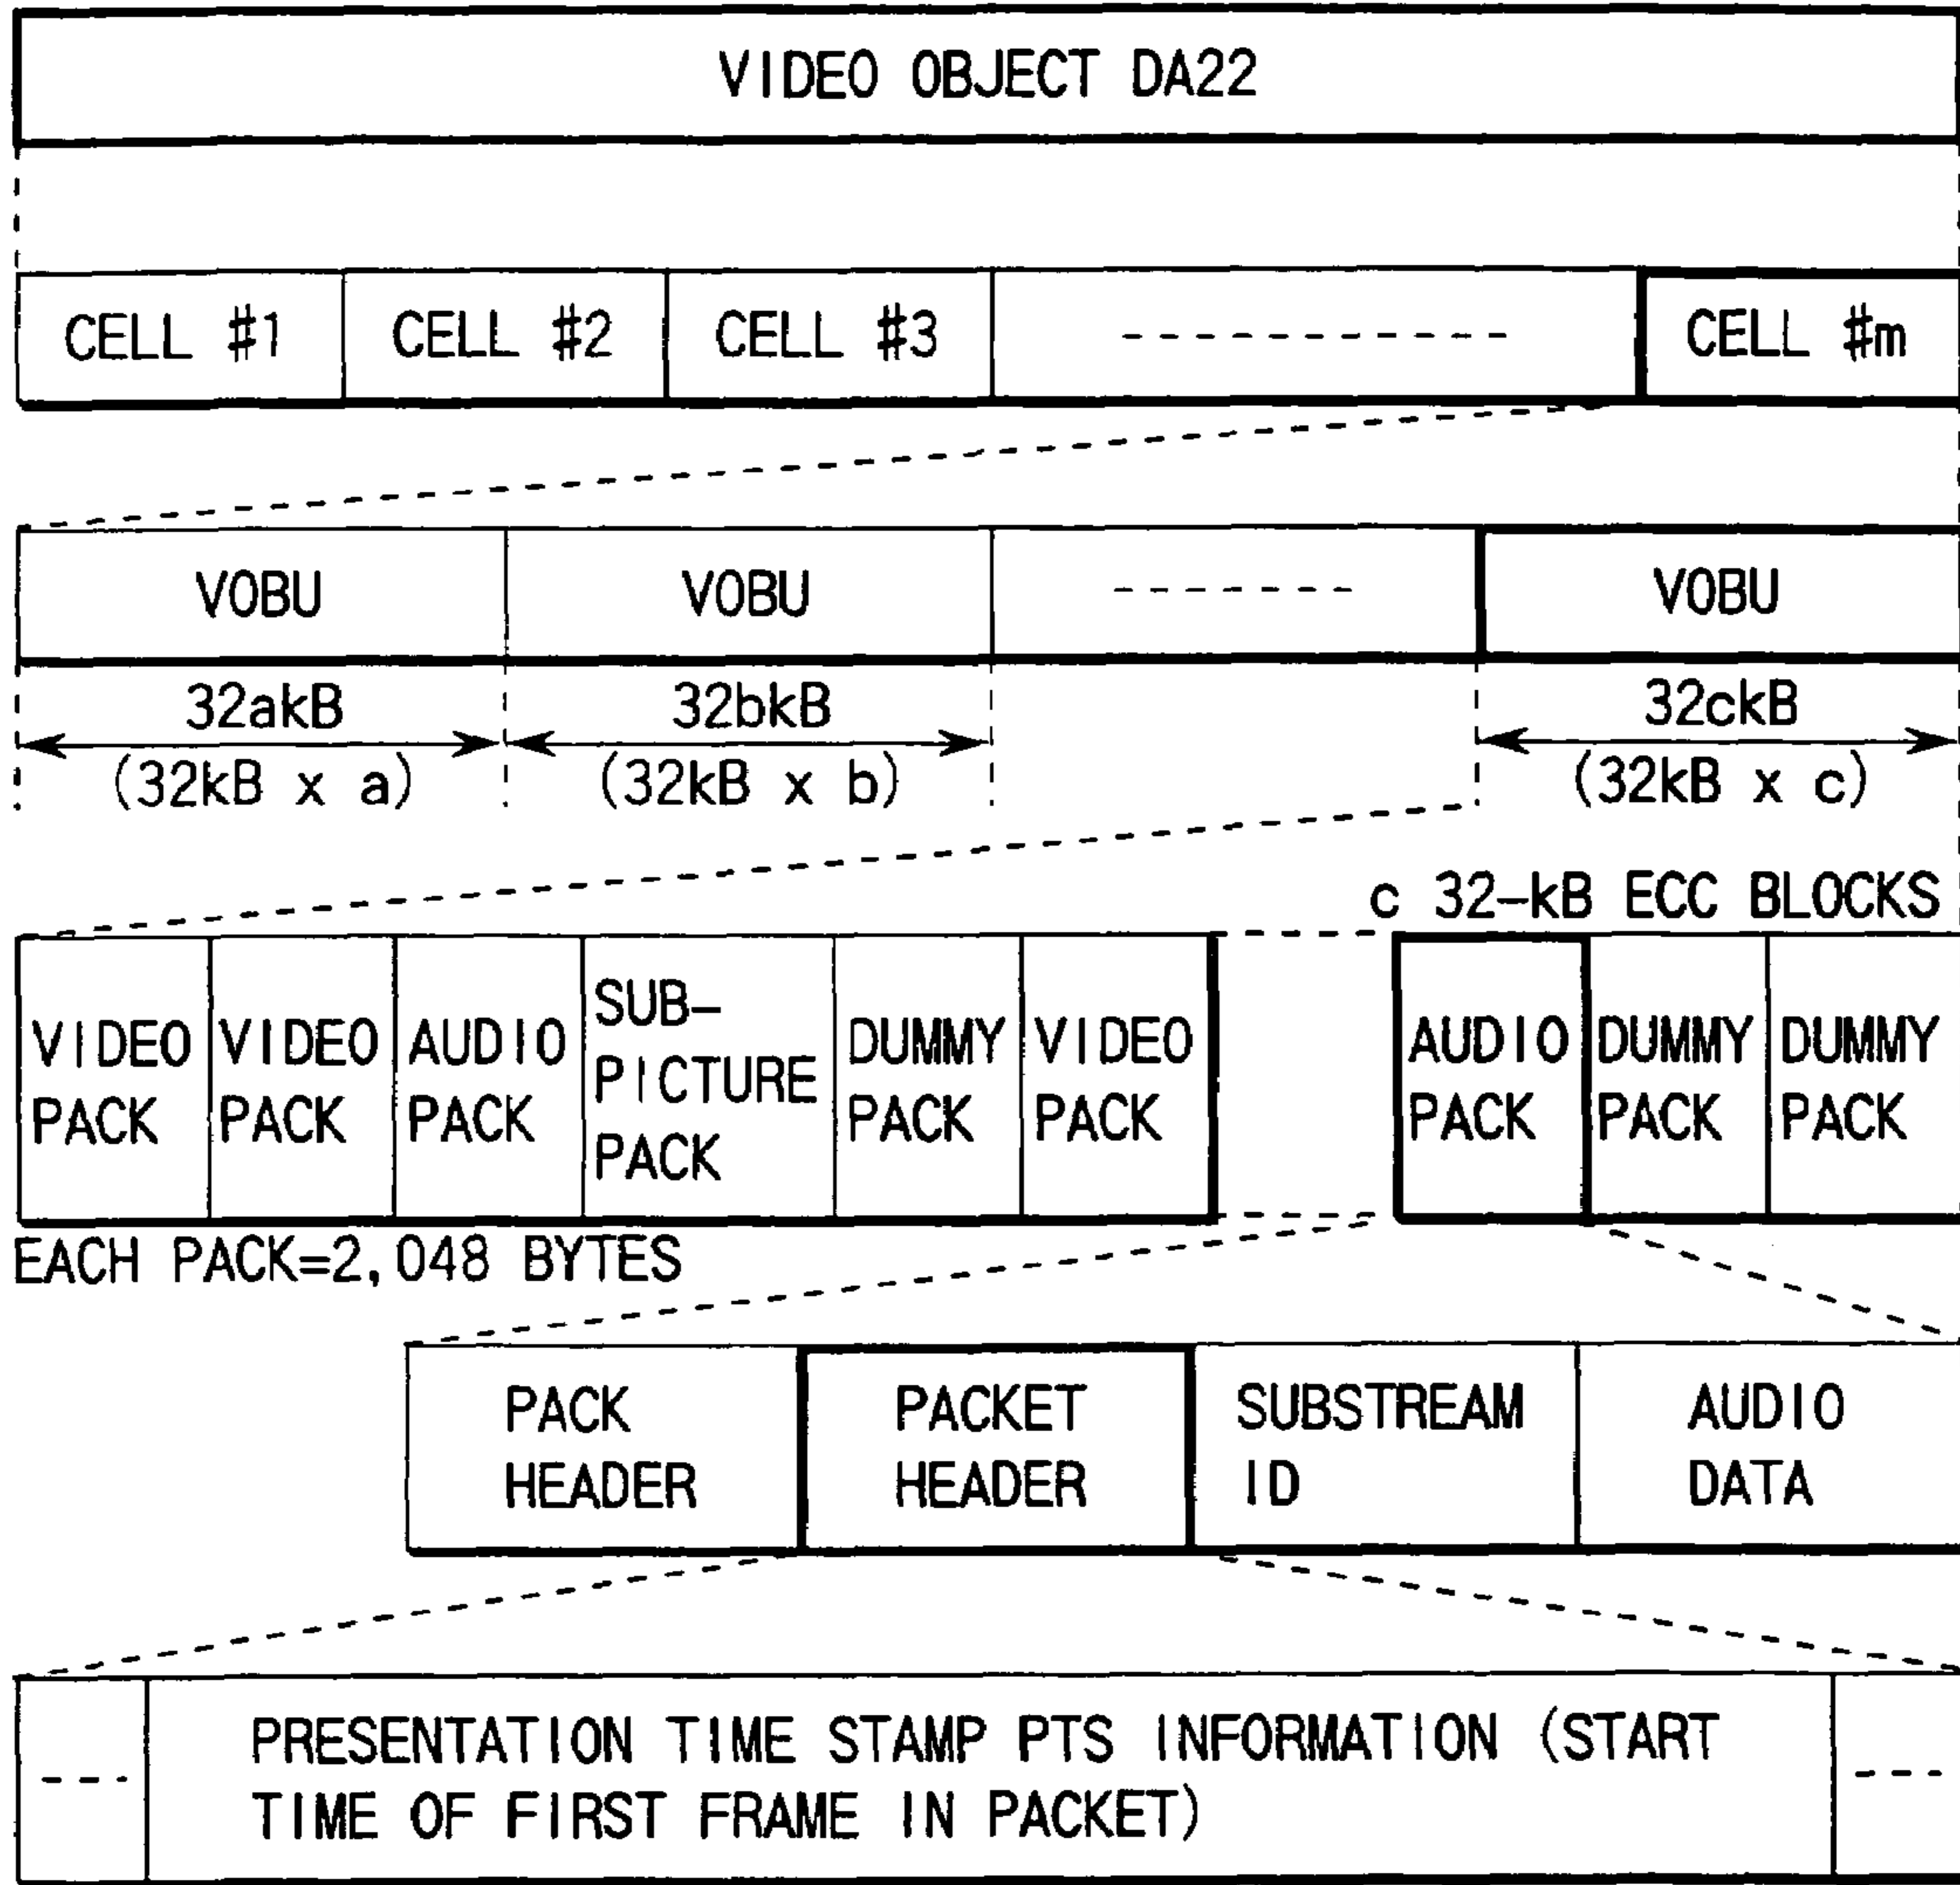 VIDEO OBJECT DA22
CELL #1 CELL #2 CELL #3 ----------- CELL #m
VOBU VOBU ------- VOBU
32akB 32bkB 32ckB
(32kB x a) (32kB x b) (32kB x c)
c 32-kB ECC BLOCKS
VIDEO
PACK
VIDEO
PACK
AUDIO
PACK
SUB-
PICTURE
PACK
DUMMY
PACK
VIDEO
PACK
AUDIO
PACK
DUMMY
PACK
DUMMY
PACK
EACH PACK=2,048 BYTES
PACK
HEADER
PACKET
HEADER
SUBSTREAM
ID
AUDIO
DATA
--- PRESENTATION TIME STAMP PTS INFORMATION (START
TIME OF FIRST FRAME IN PACKET) ---